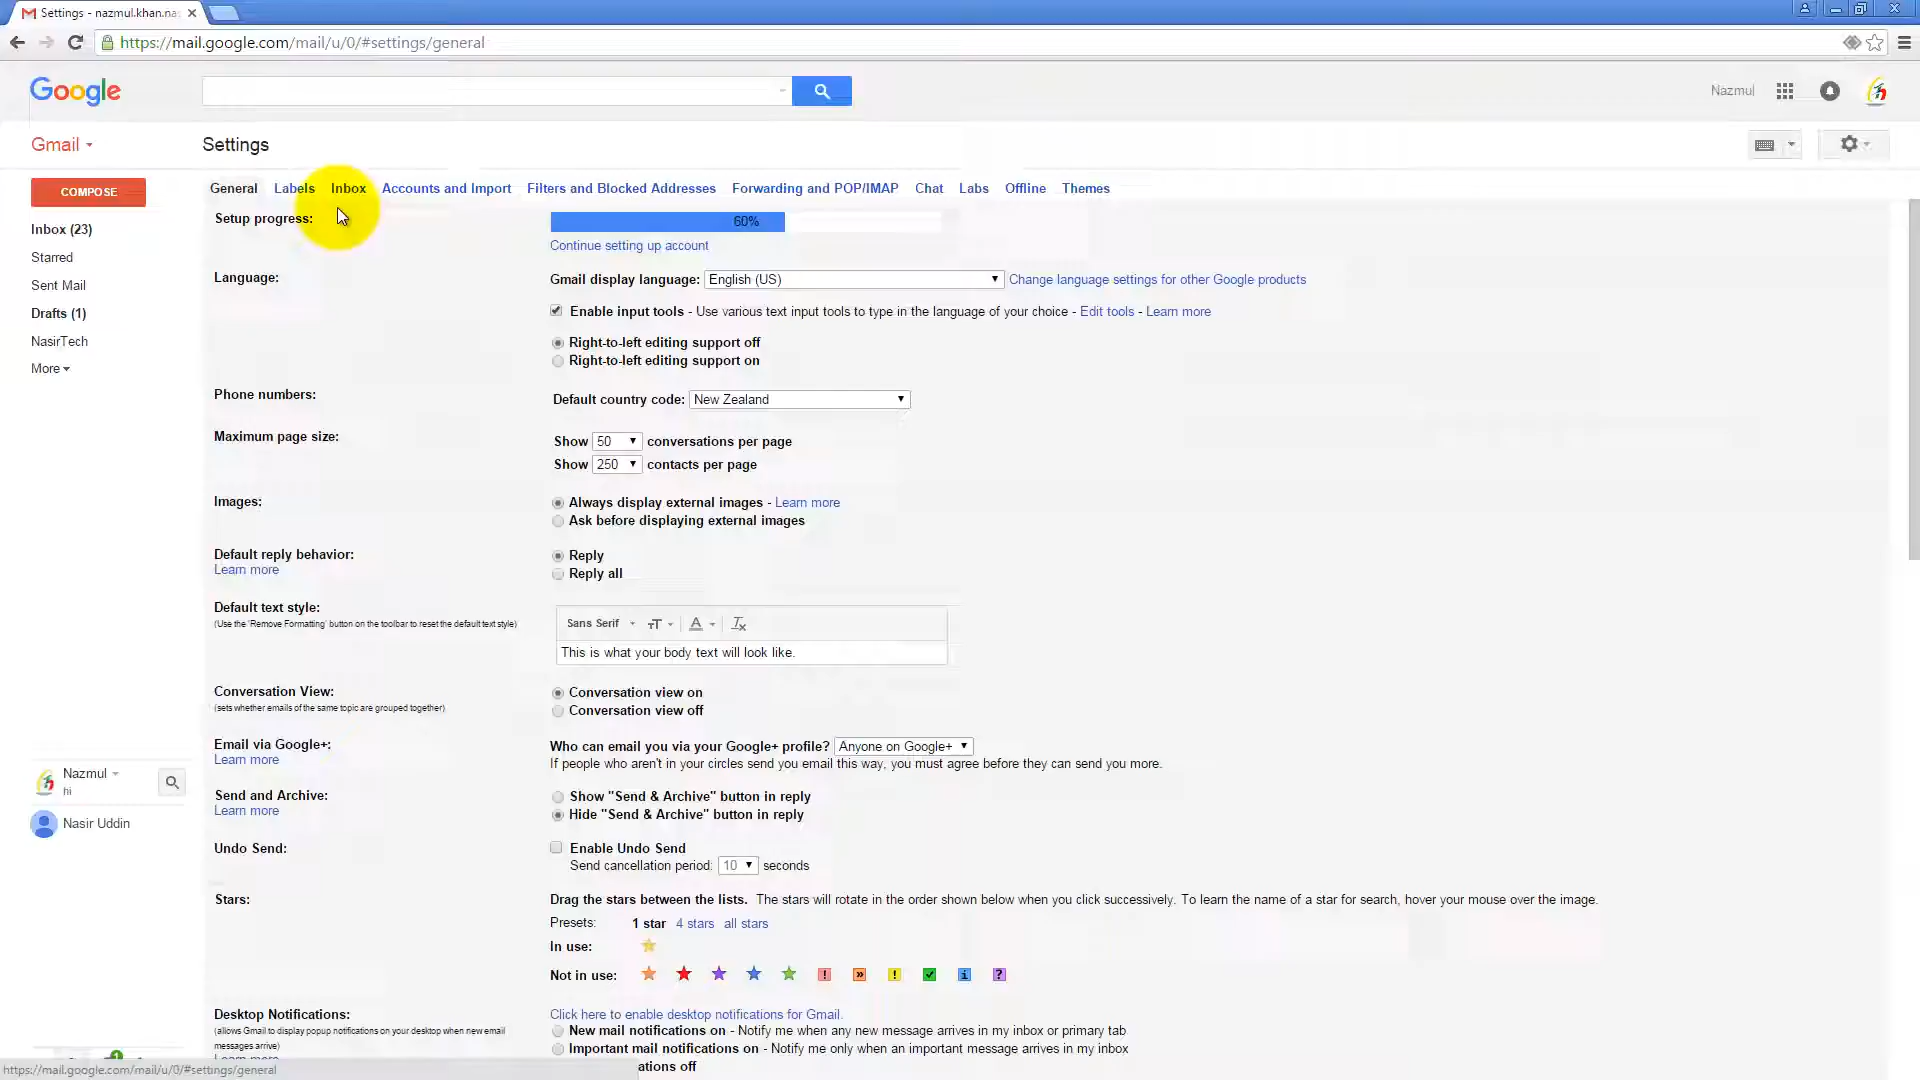 Settings - nazmul.khan.nas
https://mail.google.com/mail/u/0/#settings/general
Google
Nazmul
Gmail
Settings
COMPOSE
General Labels Inbox Accounts and Import Filters and Blocked Addresses Forwarding and POP/IMAP Chat Labs Offline Themes
Inbox (23)
Starred
Sent Mail
Drafts (1)
NasirTech
More
Setup progress:
60%
Continue setting up account
Language:
Gmail display language: English (US) Change language settings for other Google products
Enable input tools - Use various text input tools to type in the language of your choice - Edit tools - Learn more
Right-to-left editing support off
Right-to-left editing support on
Phone numbers:
Default country code: New Zealand
Maximum page size:
Show 50 conversations per page
Show 250 contacts per page
Images:
Always display external images - Learn more
Ask before displaying external images
Default reply behavior:
Learn more
Reply
Reply all
Default text style:
(Use the 'Remove Formatting' button on the toolbar to reset the default text style)
Sans Serif
This is what your body text will look like.
Conversation View:
(sets whether emails of the same topic are grouped together)
Conversation view on
Conversation view off
Email via Google+:
Learn more
Who can email you via your Google+ profile? Anyone on Google+
If people who aren't in your circles send you email this way, you must agree before they can send you more.
Nazmul
hi
Nasir Uddin
Send and Archive:
Learn more
Show "Send & Archive" button in reply
Hide "Send & Archive" button in reply
Undo Send:
Enable Undo Send
Send cancellation period: 10 seconds
Stars:
Drag the stars between the lists. The stars will rotate in the order shown below when you click successively. To learn the name of a star for search, hover your mouse over the image.
Presets: 1 star 4 stars all stars
In use:
Not in use:
Desktop Notifications:
(allows Gmail to display popup notifications on your desktop when new email
messages arrive)
Learn more
Click here to enable desktop notifications for Gmail.
New mail notifications on - Notify me when any new message arrives in my inbox or primary tab
Important mail notifications on - Notify me only when an important message arrives in my inbox
ations off
https://mail.google.com/mail/u/0/#settings/general